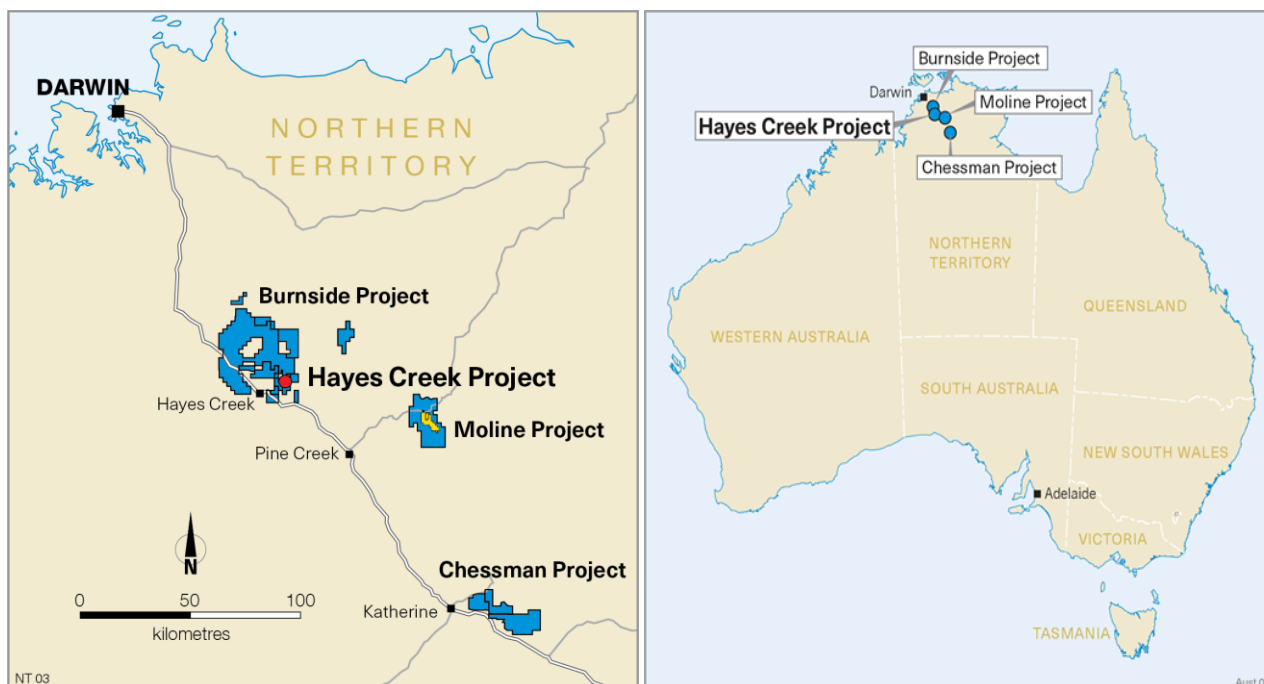 DARWIN
NORTHERN
TERRITORY
Burnside Project
Hayes Creek Project
Hayes Creek
Moline Project
Pine Creek
N
Chessman Project
0 50 100
kilometres
Katherine
NT 03
Burnside Project
Darwin
Moline Project
Hayes Creek Project
Chessman Project
NORTHERN
TERRITORY
QUEENSLAND
WESTERN AUSTRALIA
SOUTH AUSTRALIA
NEW SOUTH WALES
Adelaide
VICTORIA
TASMANIA